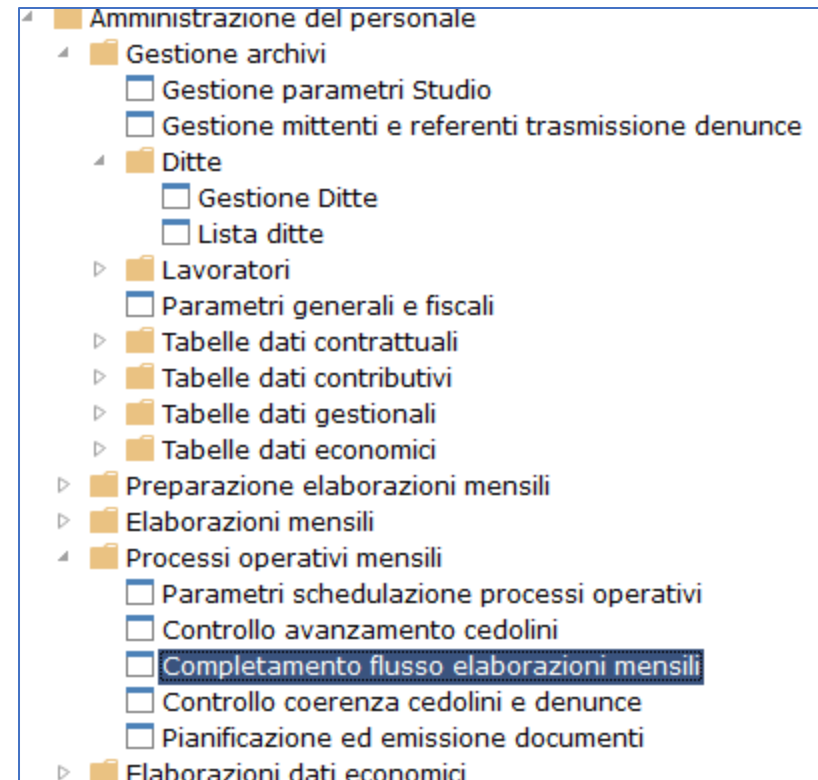 Amministrazione del personale
Gestione archivi
Gestione parametri Studio
Gestione mittenti e referenti trasmissione denunce
Ditte
Gestione Ditte
Lista ditte
Lavoratori
Parametri generali e fiscali
Tabelle dati contrattuali
Tabelle dati contributivi
Tabelle dati gestionali
Tabelle dati economici
Preparazione elaborazioni mensili
Elaborazioni mensili
Processi operativi mensili
Parametri schedulazione processi operativi
Controllo avanzamento cedolini
Completamento flusso elaborazioni mensili
Controllo coerenza cedolini e denunce
Pianificazione ed emissione documenti
Elaborazioni dati economici